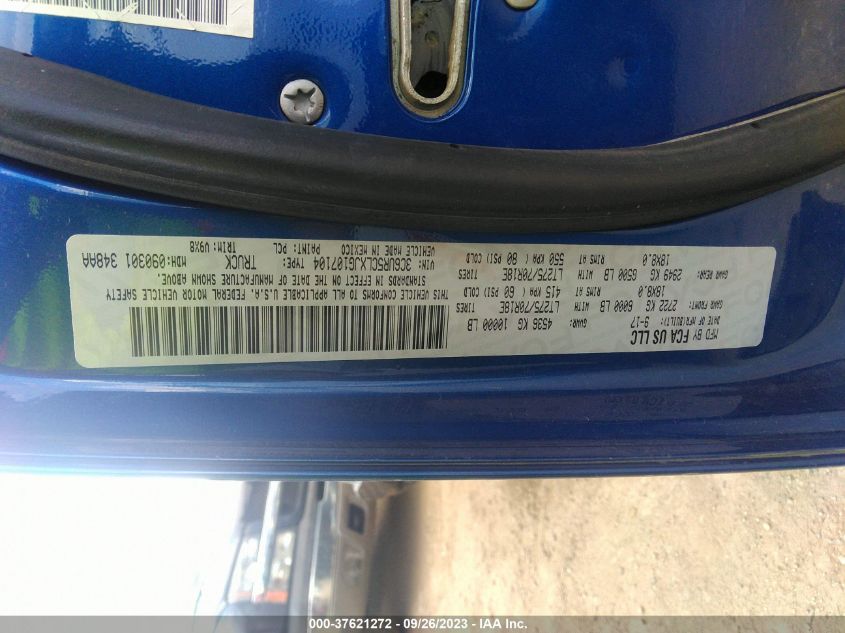 MFD BY FCA US LLC
DATE OF MFR(BUILT): 9-17 GVWR: 4536 KG 10000 LB
GAWR FRONT: 2722 KG 6000 LB TIRES LT275/70R18E
18X8.0 RIMS AT 415 KPA ( 60 PSI) COLD
GAWR REAR: 2949 KG 6500 LB WITH TIRES LT275/70R18E
18X8.0 RIMS AT 550 KPA ( 80 PSI) COLD
THIS VEHICLE CONFORMS TO ALL APPLICABLE U.S.A. FEDERAL MOTOR VEHICLE SAFETY
STANDARDS IN EFFECT ON THE DATE OF MANUFACTURE SHOWN ABOVE.
VIN: 3C6UR5CLXJG107104 TYPE: TRUCK MDH:090301 348AA
VEHICLE MADE IN MEXICO PAINT: PCL TRIM: V9X8
000-37621272 - 09/26/2023 - IAA Inc.